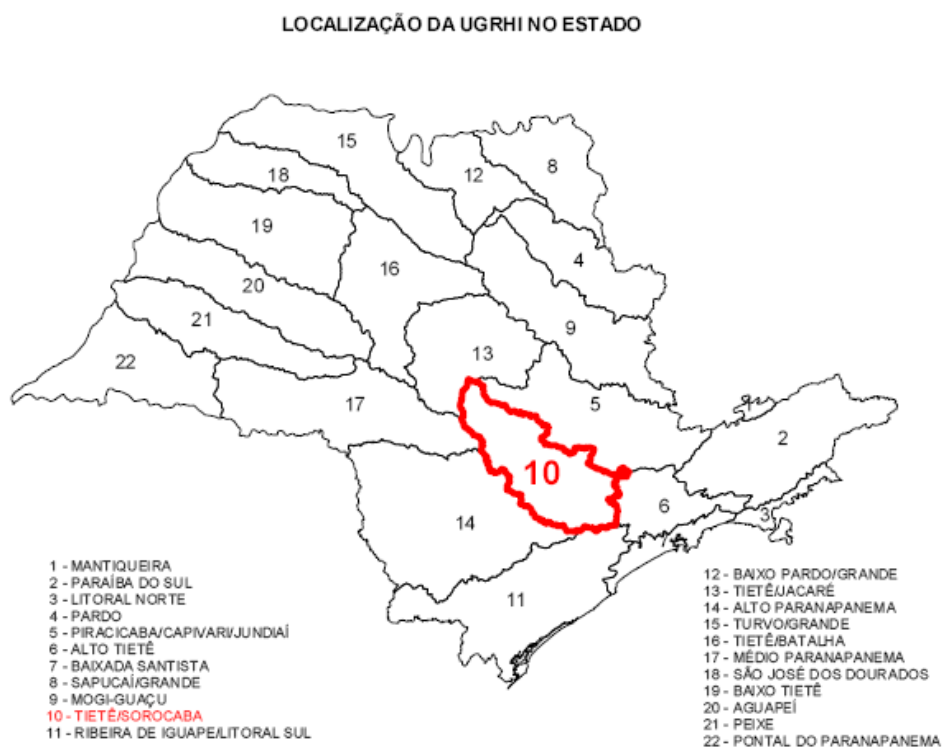 LOCALIZAÇÃO DA UGRHI NO ESTADO
15
8
12
18
19
4
16
20
9
21
13
22
5
17
1
2
10
6
3
14
11
1 - MANTIQUEIRA
2 - PARAÍBA DO SUL
3 - LITORAL NORTE
4 - PARDO
5 - PIRACICABA/CAPIVARI/JUNDIAÍ
6 - ALTO TIETÊ
7 - BAIXADA SANTISTA
8 - SAPUCAÍ/GRANDE
9 - MOGI-GUAÇU
10 - TIETÊ/SOROCABA
11 - RIBEIRA DE IGUAPE/LITORAL SUL
12 - BAIXO PARDO/GRANDE
13 - TIETÊ/JACARÉ
14 - ALTO PARANAPANEMA
15 - TURVO/GRANDE
16 - TIETÊ/BATALHA
17 - MÉDIO PARANAPANEMA
18 - SÃO JOSÉ DOS DOURADOS
19 - BAIXO TIETÊ
20 - AGUAPEÍ
21 - PEIXE
22 - PONTAL DO PARANAPANEMA